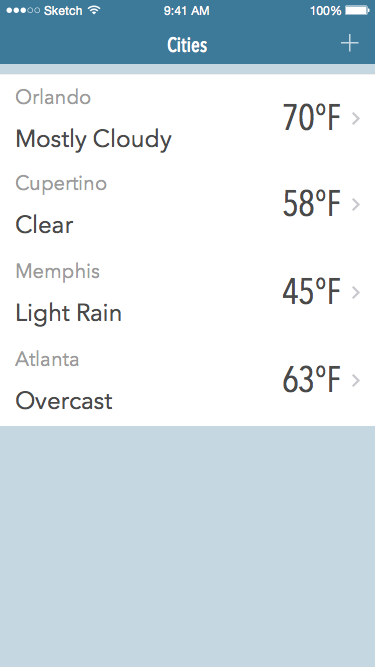 Sketch 9:41 AM 100%
Cities
Orlando
Mostly Cloudy
70°F
Cupertino
Clear
58°F
Memphis
Light Rain
45°F
Atlanta
Overcast
63°F